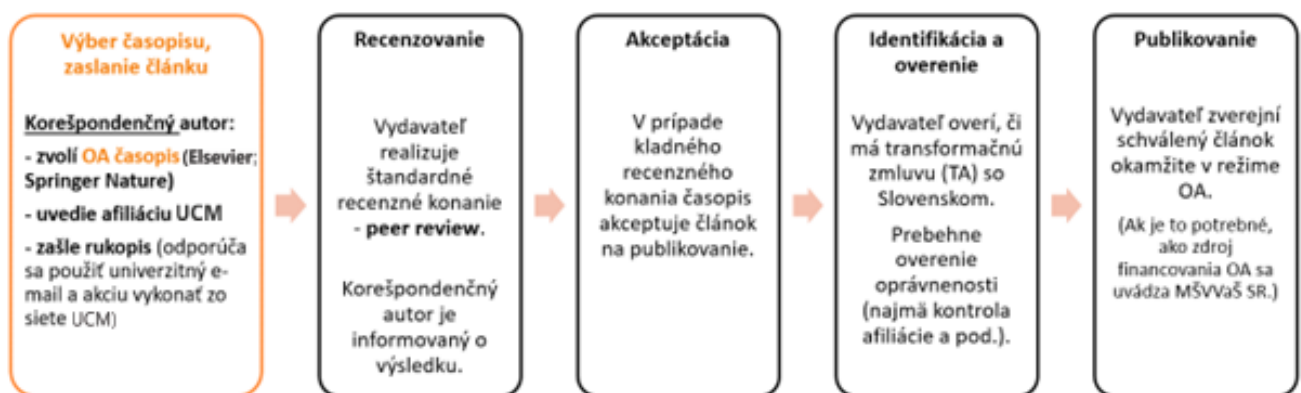 Výber časopisu,
zaslanie článku
Korešpondenčný autor:
- zvolí OA časopis (Elsevier;
Springer Nature)
- uvedie afiliáciu UCM
- zašle rukopis (odporúča
sa použiť univerzitný e-
mail a akciu vykonať zo
siete UCM)
Recenzovanie
Vydavateľ
realizuje
štandardné
recenzné konanie
- peer review.
Korešpondenčný
autor je
informovaný o
výsledku.
Akceptácia
V prípade
kladného
recenzného
konania časopis
akceptuje článok
na publikovanie.
Identifikácia a
overenie
Vydavateľ overí, či
má transformačnú
zmluvu (TA) so
Slovenskom.
Prebehne
overenie
oprávnenosti
(najmä kontrola
afiliácie a pod.).
Publikovanie
Vydavateľ zverejní
schválený článok
okamžite v režime
OA.
(Ak je to potrebné,
ako zdroj
financovania OA sa
uvádza MŠVVaŠ SR.)